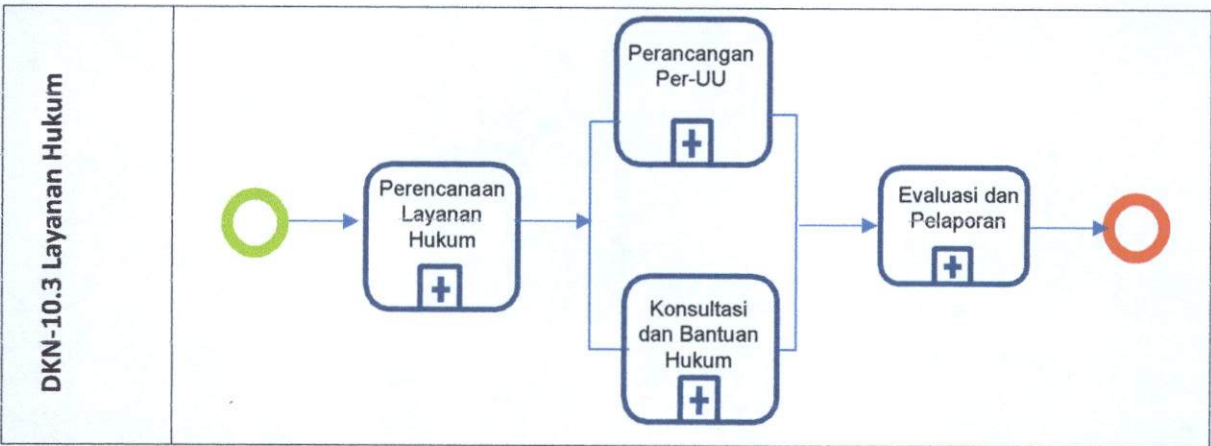 DKN-10.3 Layanan Hukum
Perencanaan
Layanan
Hukum
Perancangan
Per-UU
Konsultasi
dan Bantuan
Hukum
Evaluasi dan
Pelaporan